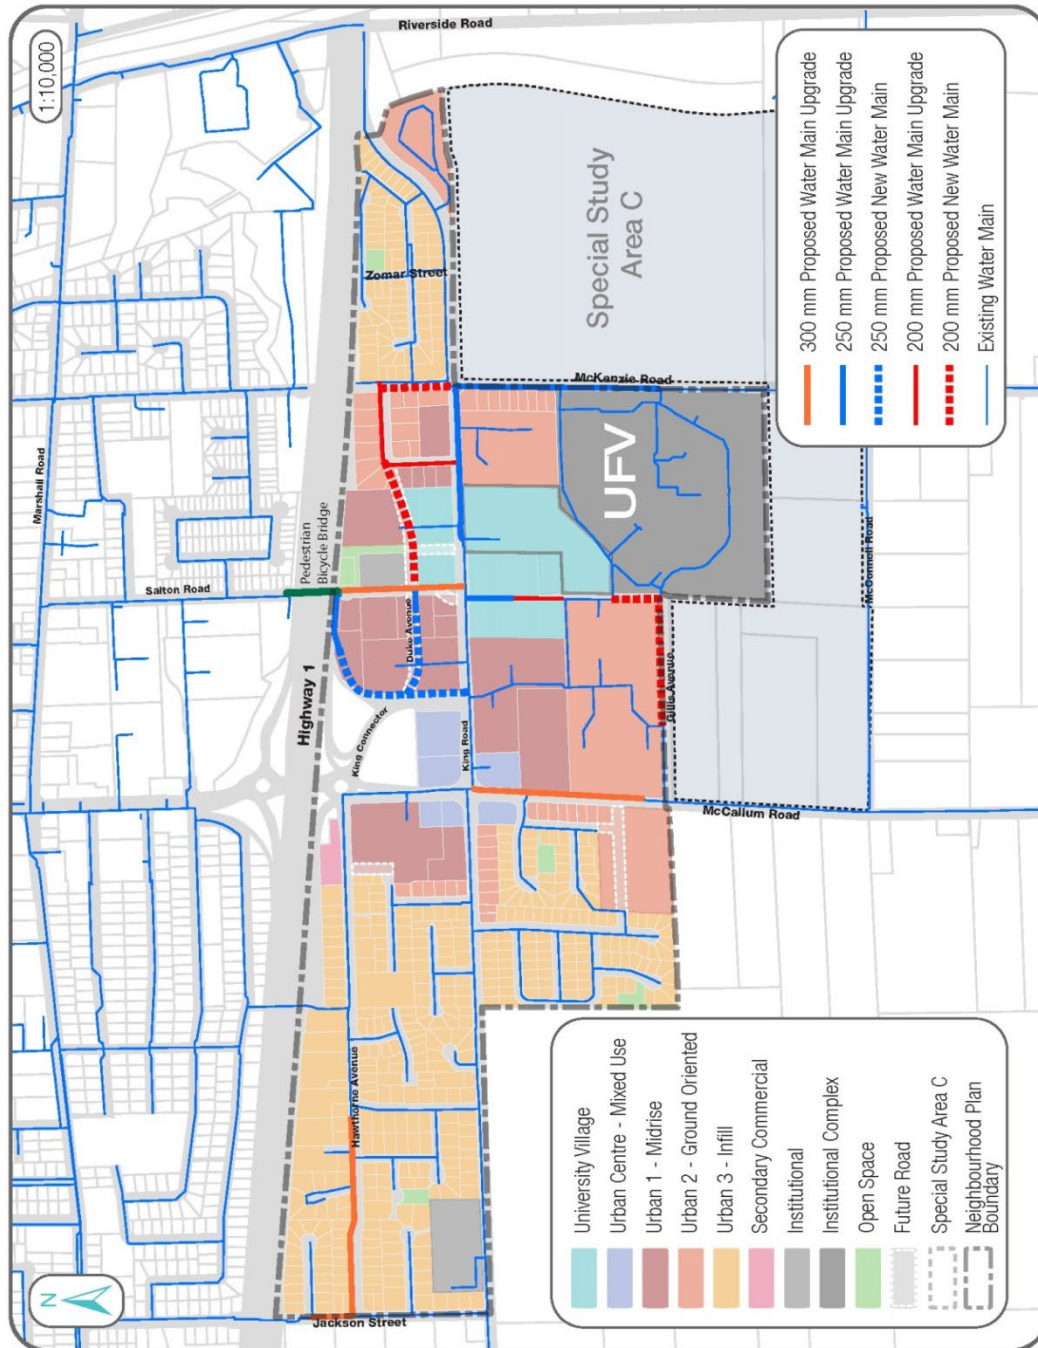 Riverside Road
1:10,000
300 mm Proposed Water Main Upgrade
250 mm Proposed Water Main Upgrade
250 mm Proposed New Water Main
200 mm Proposed Water Main Upgrade
200 mm Proposed New Water Main
Existing Water Main
Special Study
Area C
Zomar Street
McKenzie Road
Marshall Road
UFV
Pedestrian
Bicycle Bridge
Salton Road
McConnell Road
Duke Avenue
Highway 1
King Connector
King Road
Gillis Avenue
McCallum Road
Hawthorne Avenue
Jackson Street
N
University Village
Urban Centre - Mixed Use
Urban 1 - Midrise
Urban 2 - Ground Oriented
Urban 3 - Infill
Secondary Commercial
Institutional
Institutional Complex
Open Space
Future Road
Special Study Area C
Neighbourhood Plan
Boundary